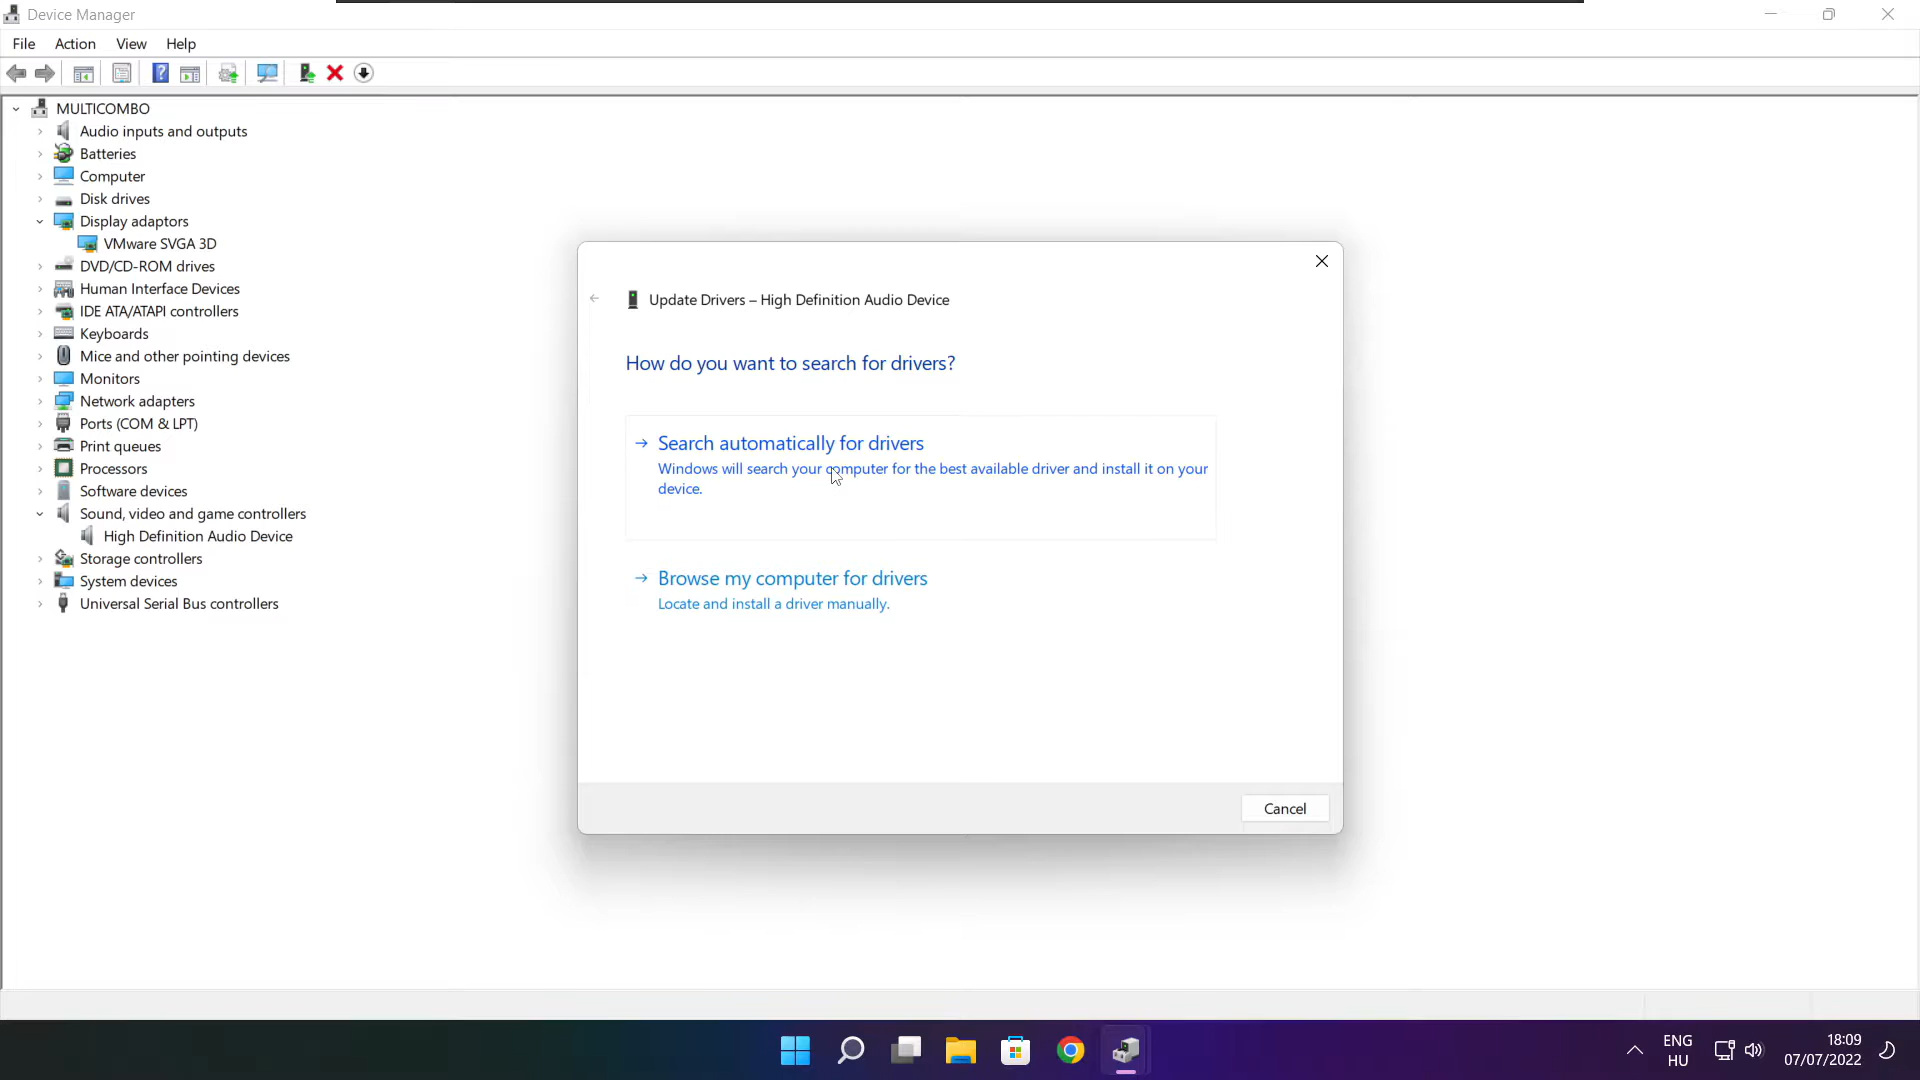 Device Manager
File Action View Help
MULTICOMBO
Audio inputs and outputs
Batteries
Computer
Disk drives
Display adaptors
VMware SVGA 3D
DVD/CD-ROM drives
Human Interface Devices
IDE ATA/ATAPI controllers
Keyboards
Mice and other pointing devices
Monitors
Network adapters
Ports (COM & LPT)
Print queues
Processors
Software devices
Sound, video and game controllers
High Definition Audio Device
Storage controllers
System devices
Universal Serial Bus controllers
Update Drivers – High Definition Audio Device
How do you want to search for drivers?
Search automatically for drivers
Windows will search your computer for the best available driver and install it on your
device.
Browse my computer for drivers
Locate and install a driver manually.
Cancel
ENG
HU
18:09
07/07/2022